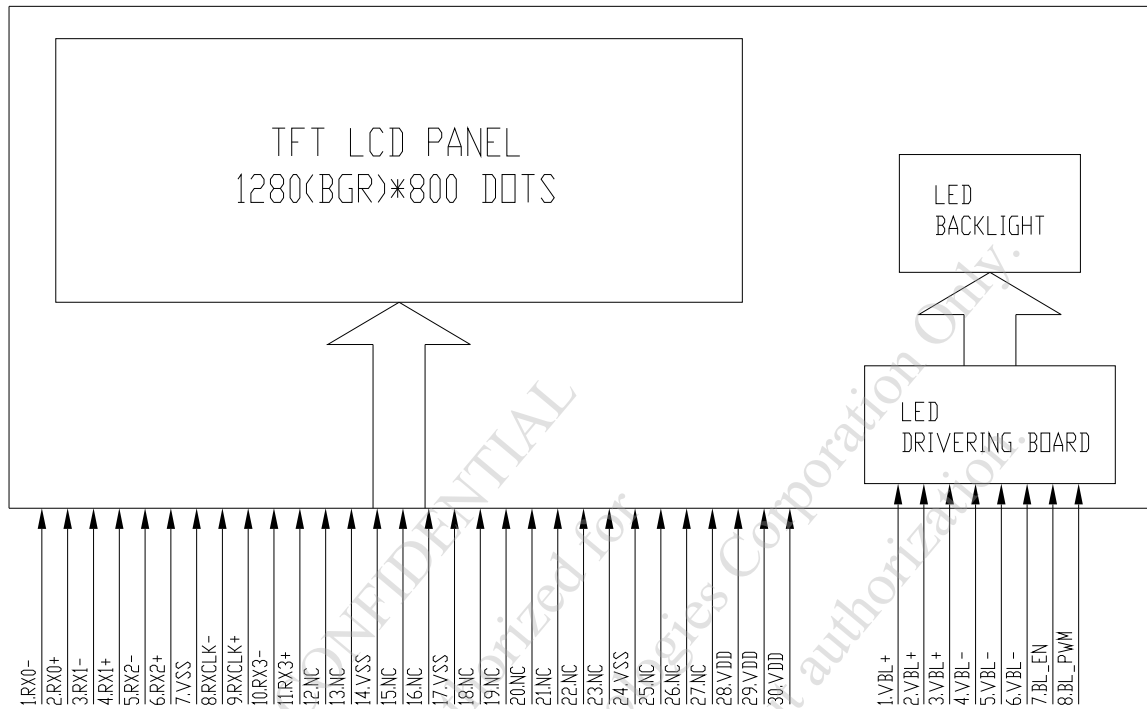 TFT LCD PANEL
1280(BGR)*800 DOTS
LED
BACKLIGHT
LED
DRIVERING BOARD
1.RX0-
2.RX0+
3.RX1-
4.RX1+
5.RX2-
6.RX2+
7.VSS
8.RXCLK-
9.RXCLK+
10.RX3-
11.RX3+
12.NC
13.NC
14.VSS
15.NC
16.NC
17.VSS
18.NC
19.NC
20.NC
21.NC
22.NC
23.NC
24.VSS
25.NC
26.NC
27.NC
28.VDD
29.VDD
30.VDD
1.VBL+
2.VBL+
3.VBL+
4.VBL-
5.VBL-
6.VBL-
7.BL_EN
8.BL_PWM
CONFIDENTIAL
Corporation Only.
authorization.